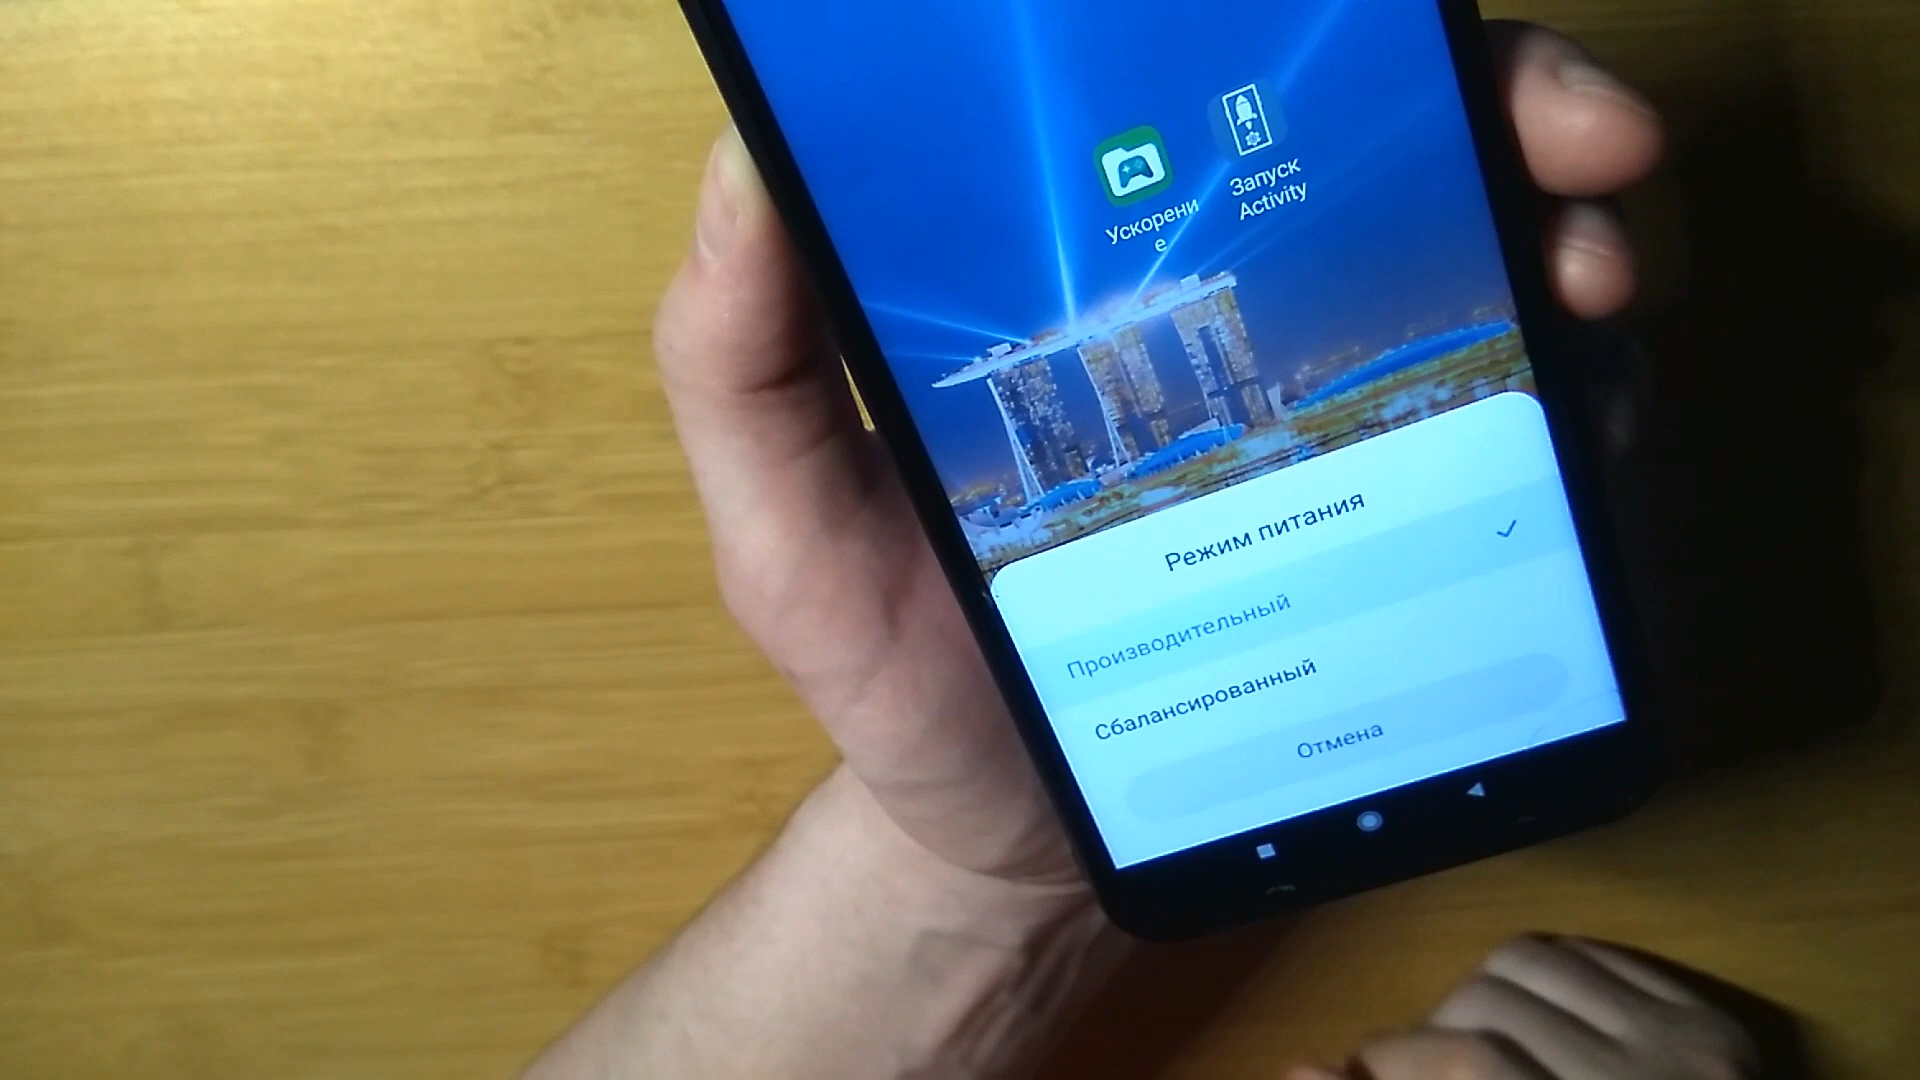 Ускорени
е
Запуск
Activity
Режим питания
Производительный
Сбалансированный
Отмена